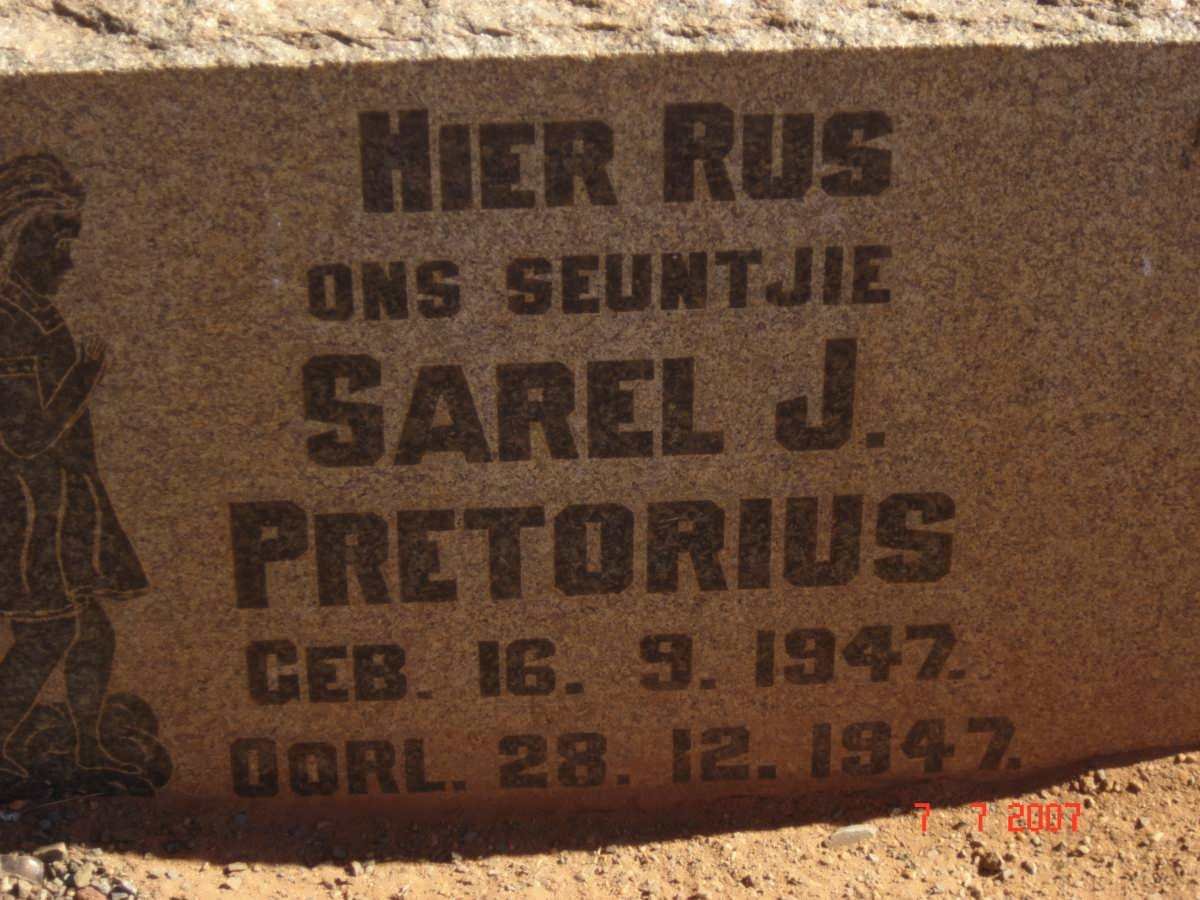 HIER RUS
ONS SEUNTJIE
SAREL J.
PRETORIUS
GEB. 16. 9. 1947.
OORL. 28. 12. 1947.
7 7 2007